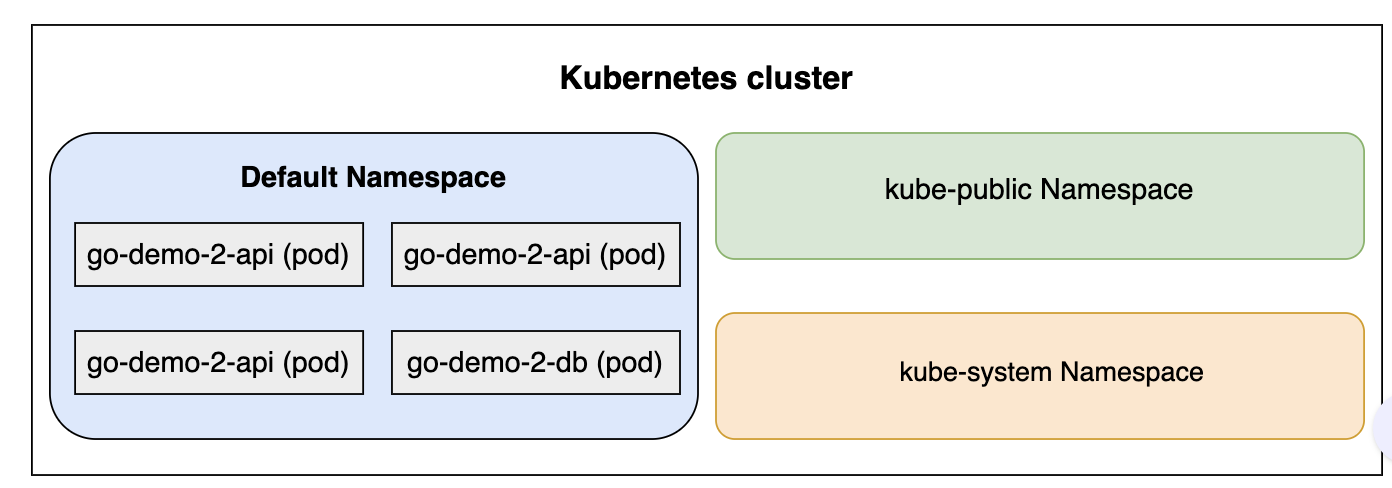 Kubernetes cluster
Default Namespace
go-demo-2-api (pod)
go-demo-2-api (pod)
go-demo-2-api (pod)
go-demo-2-db (pod)
kube-public Namespace
kube-system Namespace